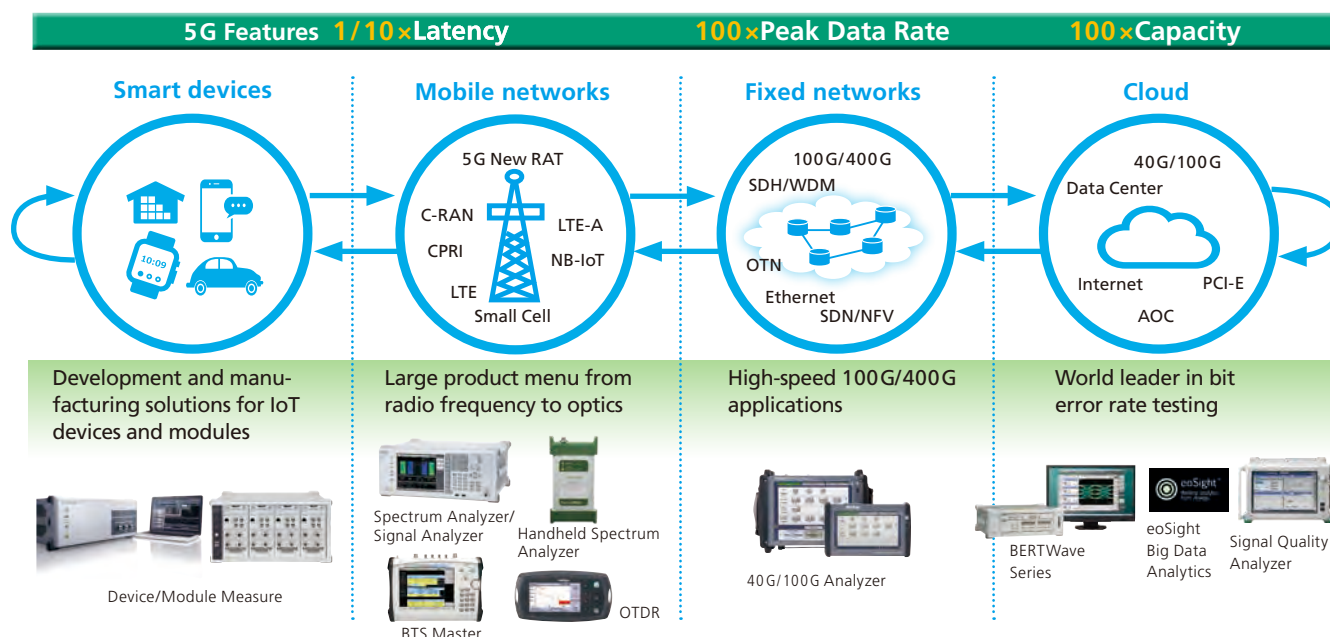 5G Features 1/10×Latency 100×Peak Data Rate 100×Capacity
Smart devices
10:09
Mobile networks
5G New RAT
C-RAN
LTE-A
CPRI
NB-IoT
LTE
Small Cell
Fixed networks
100G/400G
SDH/WDM
OTN
Ethernet
SDN/NFV
Cloud
40G/100G
Data Center
Internet
PCI-E
AOC
Development and manu-
facturing solutions for IoT
devices and modules
Device/Module Measure
Large product menu from
radio frequency to optics
Spectrum Analyzer/
Signal Analyzer
Handheld Spectrum
Analyzer
BTS Master
OTDR
High-speed 100G/400G
applications
40G/100G Analyzer
World leader in bit
error rate testing
BERTWave
Series
eoSight
eoSight
Big Data
Analytics
Signal Quality
Analyzer